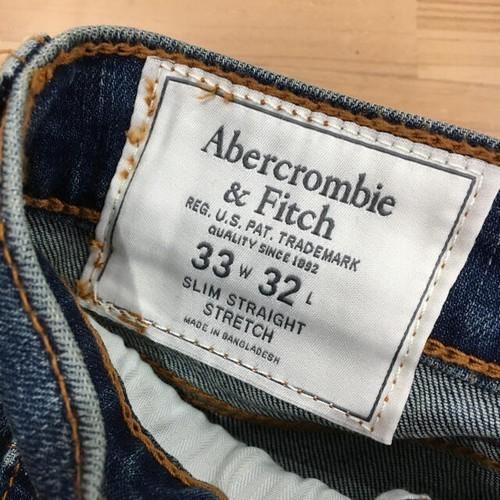 Abercrombie
& Fitch
REG. U.S. PAT. TRADEMARK
QUALITY SINCE 1892
33 W 32 L
SLIM STRAIGHT
STRETCH
MADE IN BANGLADESH